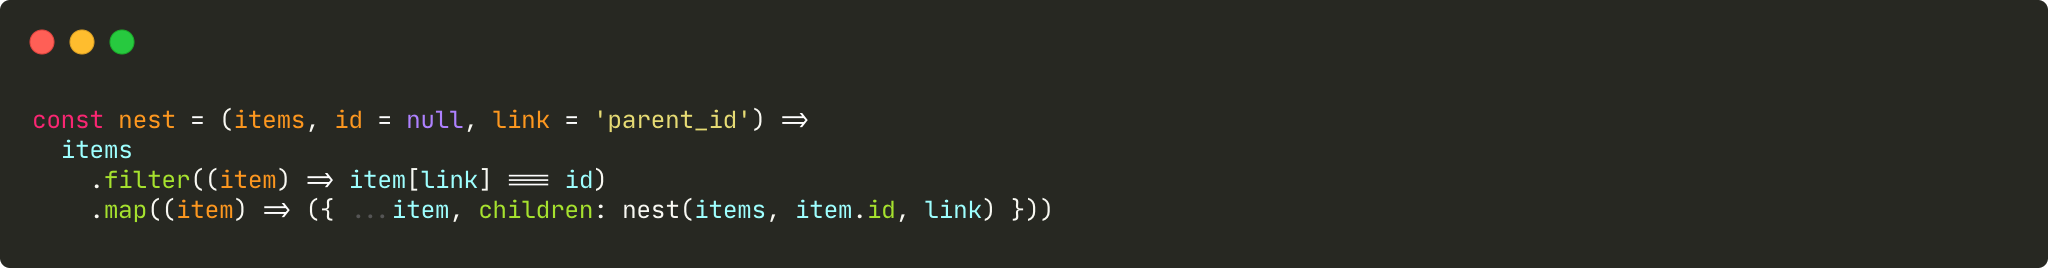 const nest = (items, id = null, link = 'parent_id') =>
  items
    .filter((item) => item[link] === id)
    .map((item) => ({ ...item, children: nest(items, item.id, link) }))